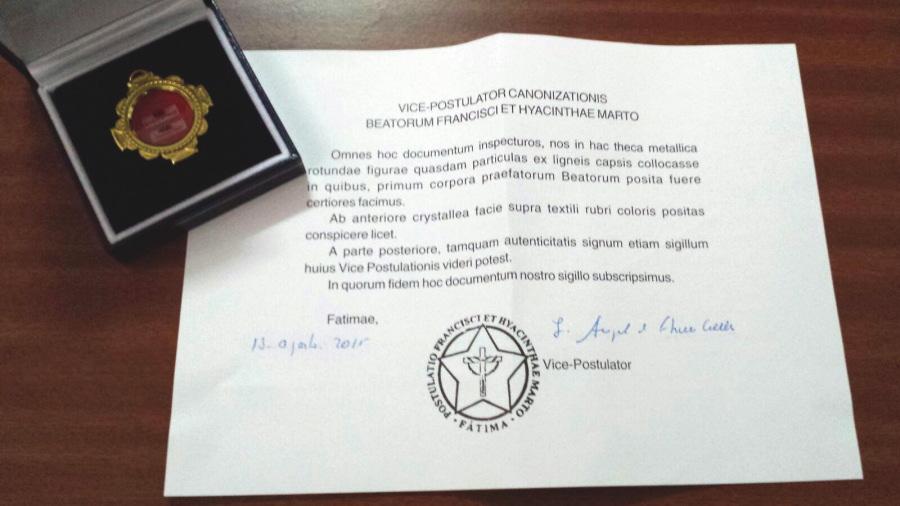 VICE-POSTULATOR CANONIZATIONIS
BEATORUM FRANCISCI ET HYACINTHAE MARTO
Omnes hoc documentum inspecturos, nos in hac theca metallica
rotundae figurae quasdam particulas ex ligneis capsis collocasse
in quibus, primum corpora praefatorum Beatorum posita fuere
certiores facimus.
Ab anteriore crystallea facie supra textili rubri coloris positas
conspicere licet.
A parte posteriore, tamquam autenticitatis signum etiam sigillum
huius Vice Postulationis videri potest.
In quorum fidem hoc documentum nostro sigillo subscripsimus.
Fatimae,
Vice-Postulator
POSTULATIO FRANCISCI ET HYACINTHAE MARTO
· FÁTIMA ·